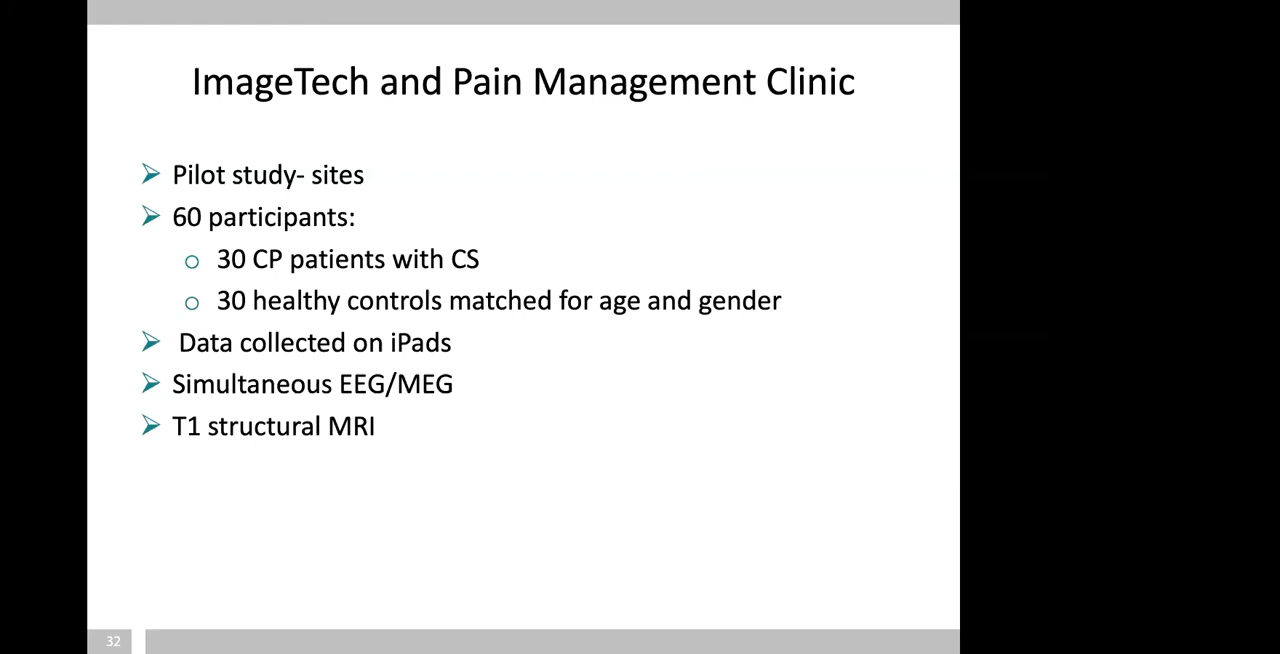 ImageTech and Pain Management Clinic
Pilot study- sites
60 participants:
30 CP patients with CS
30 healthy controls matched for age and gender
Data collected on iPads
Simultaneous EEG/MEG
T1 structural MRI
32